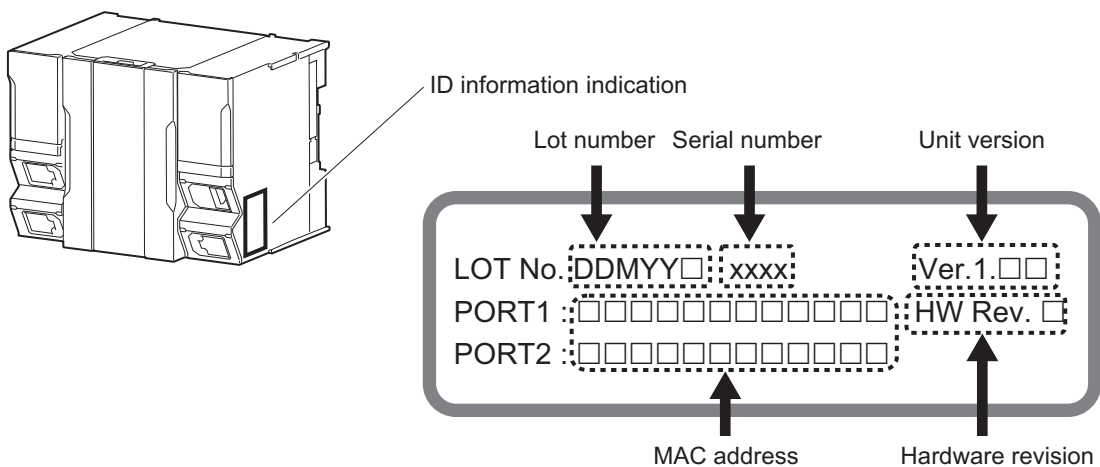 ID information indication
Lot number Serial number Unit version
LOT No. DDMYY□ xxxx Ver.1.□□
PORT1 : □□□□□□□□□□□□ HW Rev. □
PORT2 : □□□□□□□□□□□□
MAC address Hardware revision